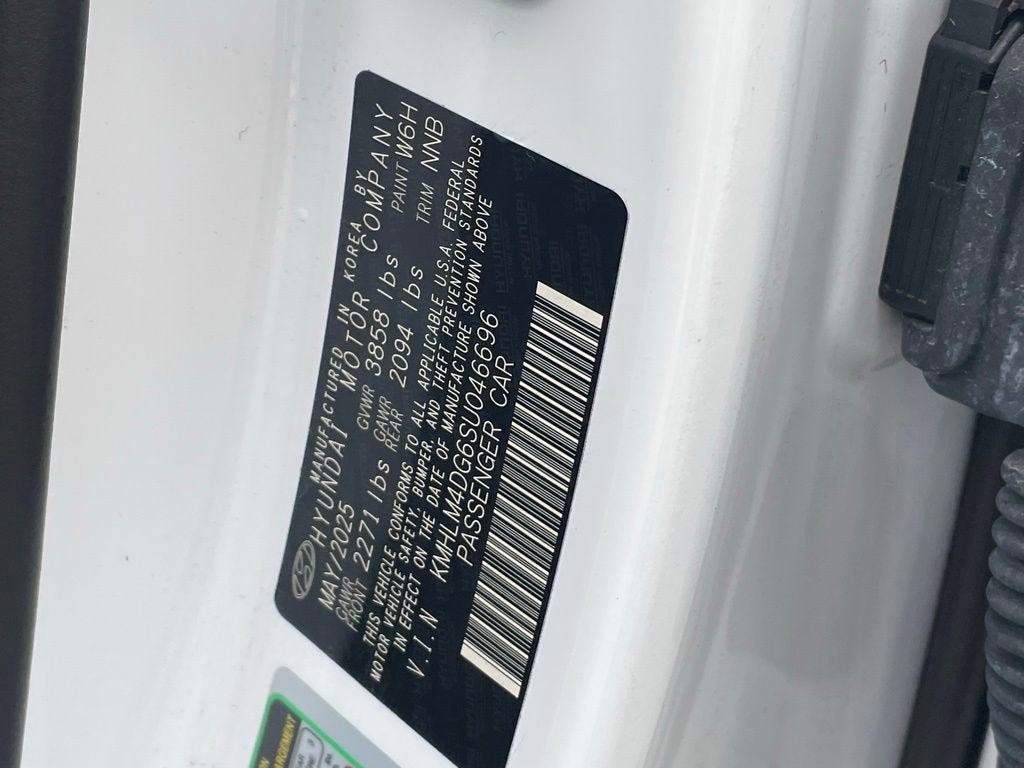 MANUFACTURED IN KOREA BY
HYUNDAI MOTOR COMPANY
MAY/2025 GVWR 3858 lbs PAINT W6H
GAWR FRONT 2271 lbs GAWR REAR 2094 lbs TRIM NNB
THIS VEHICLE CONFORMS TO ALL APPLICABLE U.S.A. FEDERAL
MOTOR VEHICLE SAFETY, BUMPER, AND THEFT PREVENTION STANDARDS
IN EFFECT ON THE DATE OF MANUFACTURE SHOWN ABOVE
V.I.N KMHLM4DG6SU046696
PASSENGER CAR